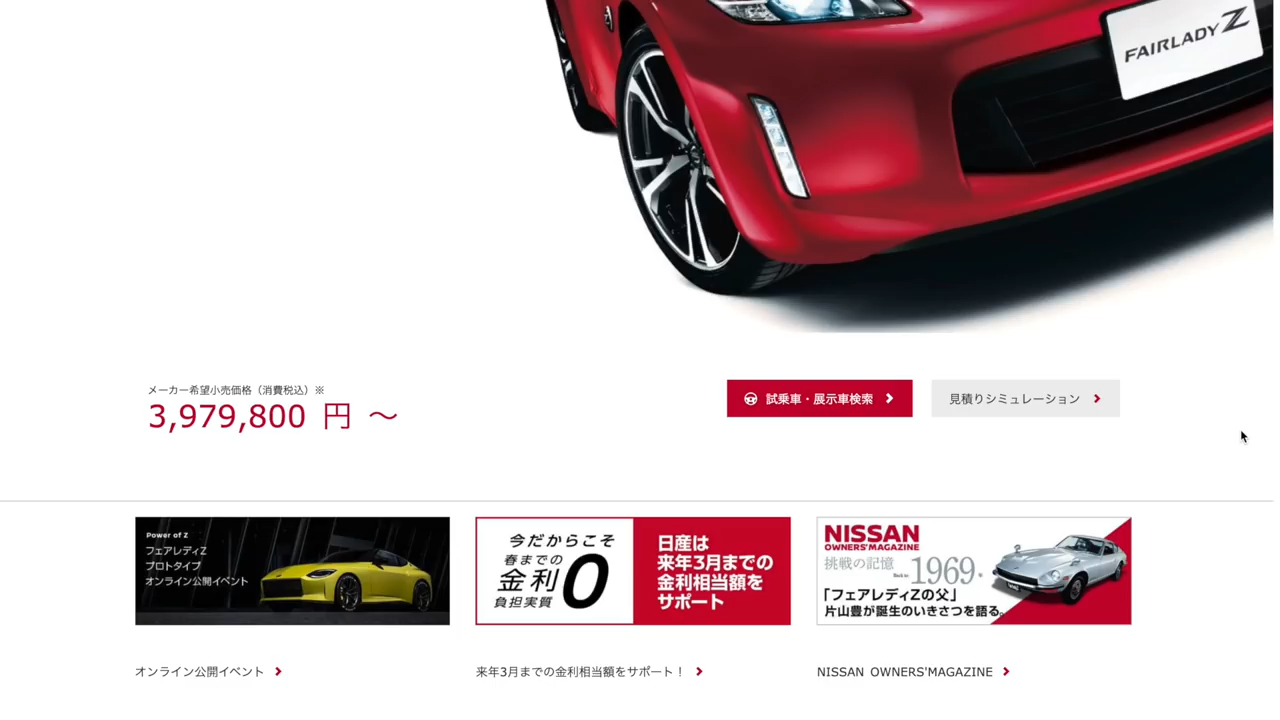 FAIRLADY Z
メーカー希望小売価格（消費税込）※
3,979,800 円 ～
試乗車・展示車検索
見積りシミュレーション
Power of Z
フェアレディZ
プロトタイプ
オンライン公開イベント
今だからこそ
春までの
金利0
負担実質
日産は
来年3月までの
金利相当額を
サポート
NISSAN
OWNERS'MAGAZINE
挑戦の記憶
Back to 1969
「フェアレディZの父」
片山豊が誕生のいきさつを語る。
オンライン公開イベント
来年3月までの金利相当額をサポート！
NISSAN OWNERS'MAGAZINE